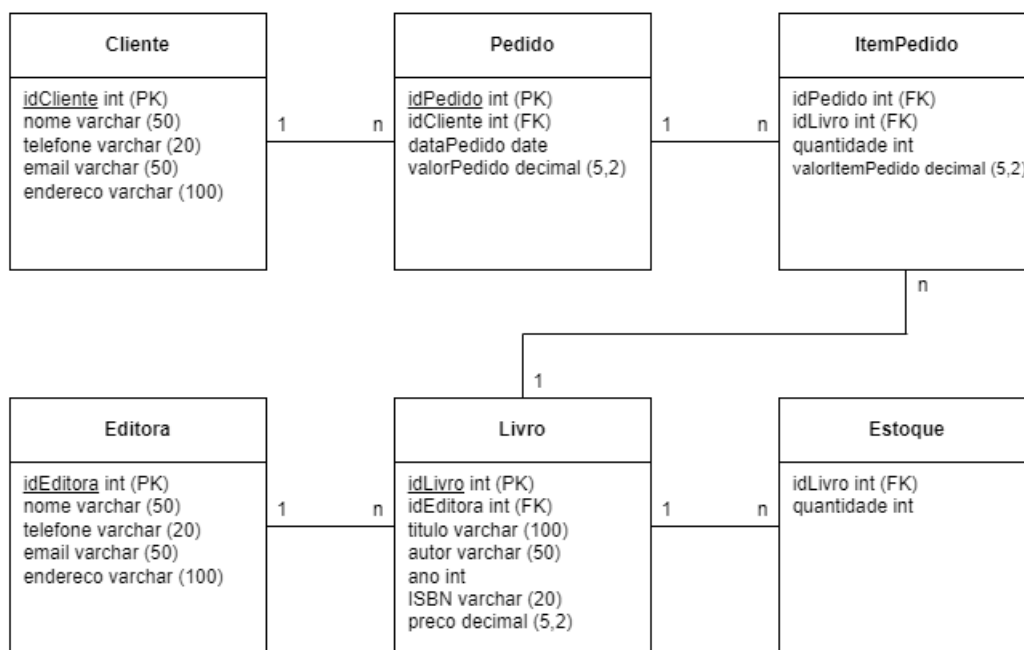 Cliente
idCliente int (PK)
nome varchar (50)
telefone varchar (20)
email varchar (50)
endereco varchar (100)
1
n
Pedido
idPedido int (PK)
idCliente int (FK)
dataPedido date
valorPedido decimal (5,2)
1
n
ItemPedido
idPedido int (FK)
idLivro int (FK)
quantidade int
valorItemPedido decimal (5,2)
n
1
Editora
idEditora int (PK)
nome varchar (50)
telefone varchar (20)
email varchar (50)
endereco varchar (100)
1
n
Livro
idLivro int (PK)
idEditora int (FK)
titulo varchar (100)
autor varchar (50)
ano int
ISBN varchar (20)
preco decimal (5,2)
1
n
Estoque
idLivro int (FK)
quantidade int